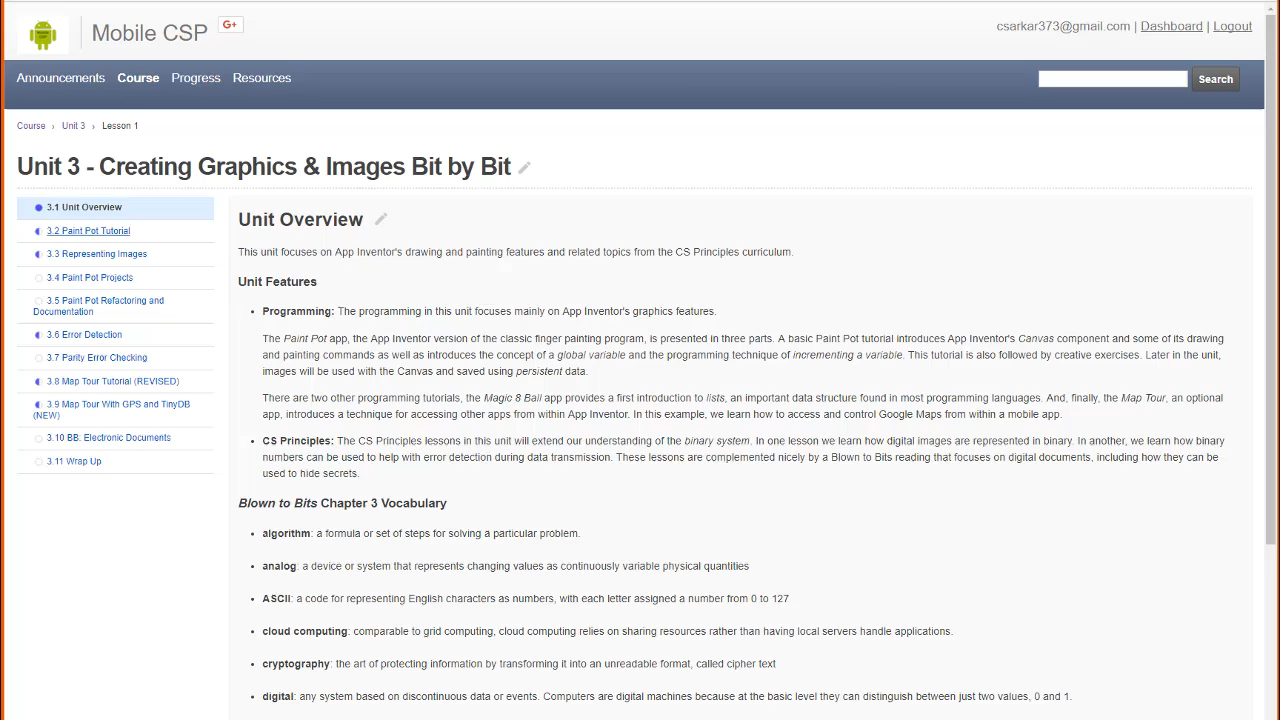 Mobile CSP
G+
csarkar373@gmail.com | Dashboard | Logout
Announcements Course Progress Resources
Search
Course › Unit 3 › Lesson 1
Unit 3 - Creating Graphics & Images Bit by Bit
3.1 Unit Overview
3.2 Paint Pot Tutorial
3.3 Representing Images
3.4 Paint Pot Projects
3.5 Paint Pot Refactoring and
Documentation
3.6 Error Detection
3.7 Parity Error Checking
3.8 Map Tour Tutorial (REVISED)
3.9 Map Tour With GPS and TinyDB
(NEW)
3.10 BB: Electronic Documents
3.11 Wrap Up
Unit Overview
This unit focuses on App Inventor's drawing and painting features and related topics from the CS Principles curriculum.
Unit Features
• Programming: The programming in this unit focuses mainly on App Inventor's graphics features.
The Paint Pot app, the App Inventor version of the classic finger painting program, is presented in three parts. A basic Paint Pot tutorial introduces App Inventor's Canvas component and some of its drawing
and painting commands as well as introduces the concept of a global variable and the programming technique of incrementing a variable. This tutorial is also followed by creative exercises. Later in the unit,
images will be used with the Canvas and saved using persistent data.
There are two other programming tutorials, the Magic 8 Ball app provides a first introduction to lists, an important data structure found in most programming languages. And, finally, the Map Tour, an optional
app, introduces a technique for accessing other apps from within App Inventor. In this example, we learn how to access and control Google Maps from within a mobile app.
• CS Principles: The CS Principles lessons in this unit will extend our understanding of the binary system. In one lesson we learn how digital images are represented in binary. In another, we learn how binary
numbers can be used to help with error detection during data transmission. These lessons are complemented nicely by a Blown to Bits reading that focuses on digital documents, including how they can be
used to hide secrets.
Blown to Bits Chapter 3 Vocabulary
• algorithm: a formula or set of steps for solving a particular problem.
• analog: a device or system that represents changing values as continuously variable physical quantities
• ASCII: a code for representing English characters as numbers, with each letter assigned a number from 0 to 127
• cloud computing: comparable to grid computing, cloud computing relies on sharing resources rather than having local servers handle applications.
• cryptography: the art of protecting information by transforming it into an unreadable format, called cipher text
• digital: any system based on discontinuous data or events. Computers are digital machines because at the basic level they can distinguish between just two values, 0 and 1.